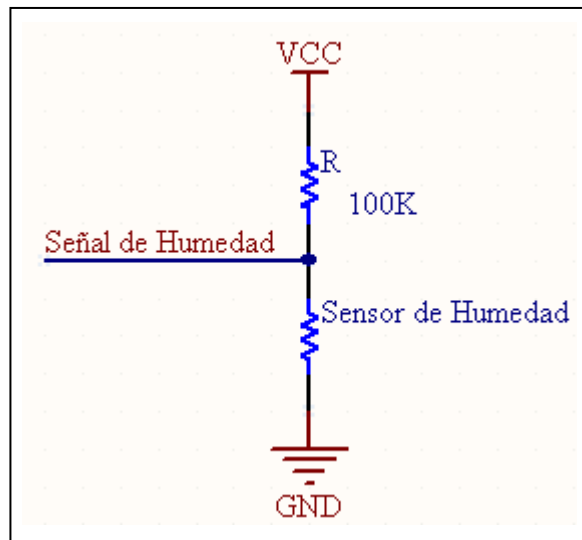 VCC
R
100K
Señal de Humedad
Sensor de Humedad
GND